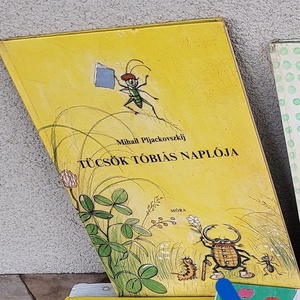 Mihail Pljackovszkij
TÜCSÖK TÓBIÁS NAPLÓJA
MÓRA